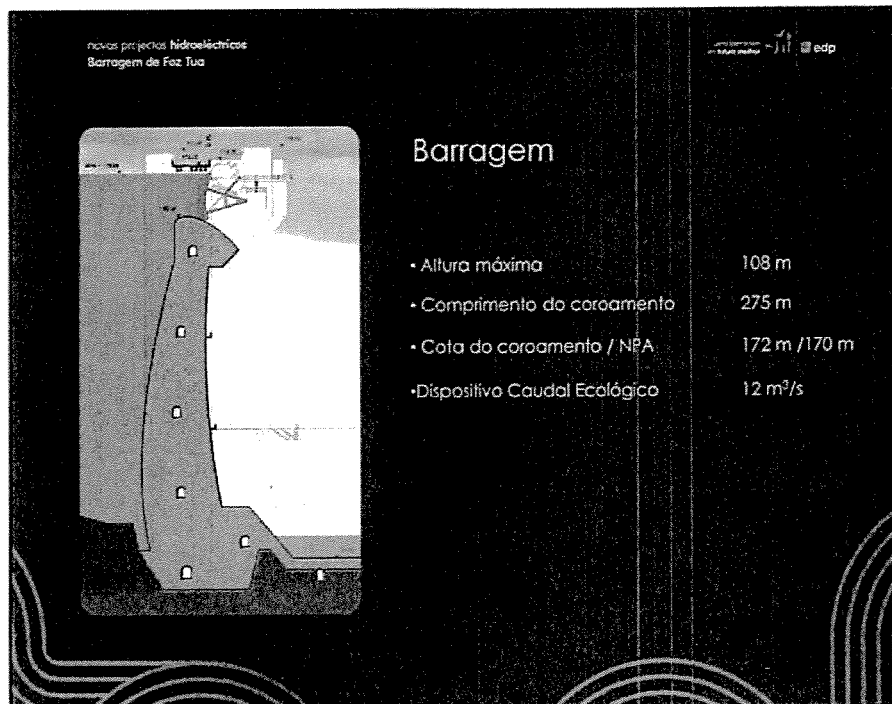 novos projectos hidroeléctricos
Barragem de Foz Tua
edp
Barragem
• Altura máxima 108 m
• Comprimento do coroamento 275 m
• Cota do coroamento / NPA 172 m /170 m
•Dispositivo Caudal Ecológico 12 m³/s